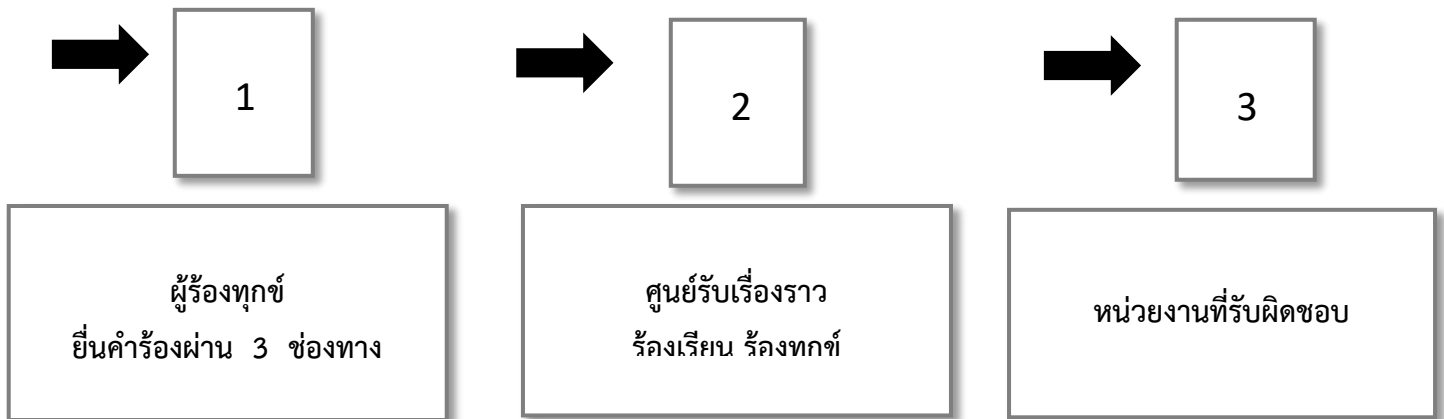 1
2
3
ผู้ร้องทุกข์
ยื่นคำร้องผ่าน 3 ช่องทาง
ศูนย์รับเรื่องราว
ร้องเรียน ร้องทุกข์
หน่วยงานที่รับผิดชอบ